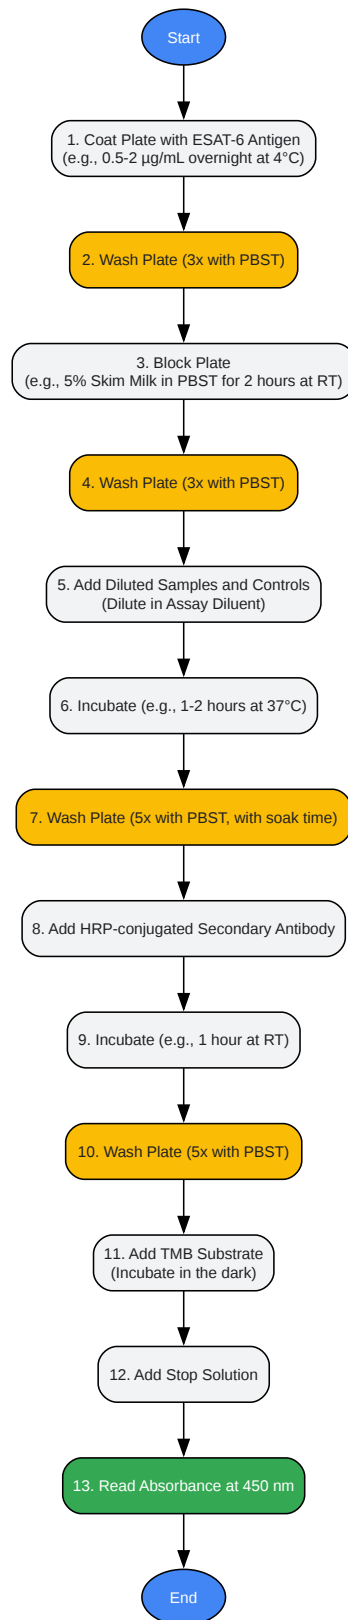 Start
1. Coat Plate with ESAT-6 Antigen
(e.g., 0.5-2 µg/mL overnight at 4°C)
2. Wash Plate (3x with PBST)
3. Block Plate
(e.g., 5% Skim Milk in PBST for 2 hours at RT)
4. Wash Plate (3x with PBST)
5. Add Diluted Samples and Controls
(Dilute in Assay Diluent)
6. Incubate (e.g., 1-2 hours at 37°C)
7. Wash Plate (5x with PBST, with soak time)
8. Add HRP-conjugated Secondary Antibody
9. Incubate (e.g., 1 hour at RT)
10. Wash Plate (5x with PBST)
11. Add TMB Substrate
(Incubate in the dark)
12. Add Stop Solution
13. Read Absorbance at 450 nm
End